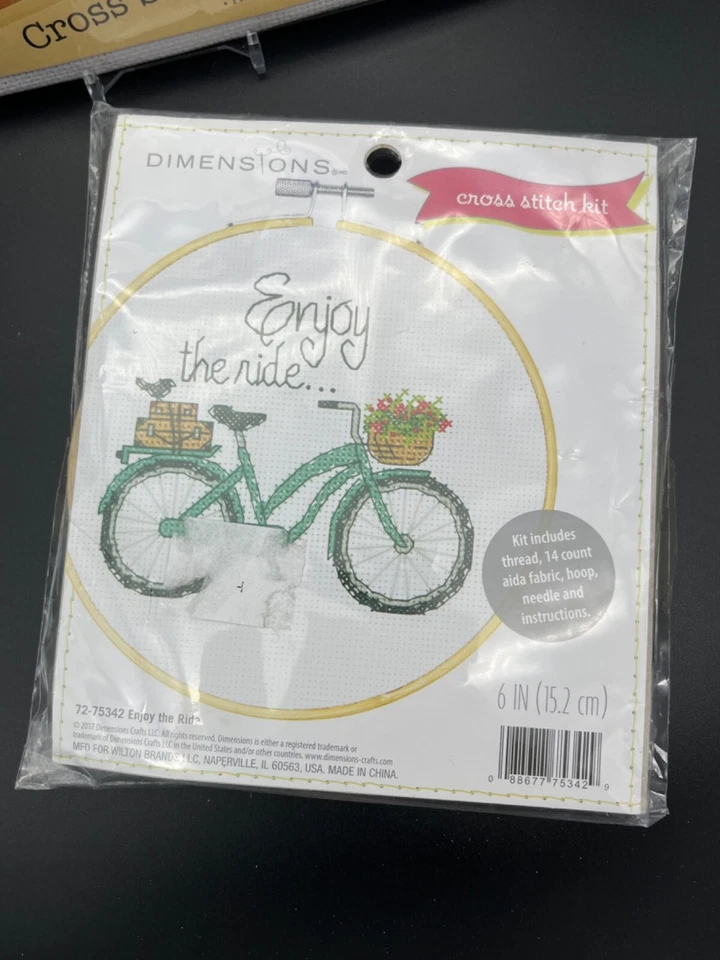 Cross
DIMENSIONS
cross stitch kit
Enjoy
the ride...
Kit includes
thread, 14 count
aida fabric, hoop,
needle and
instructions.
6 IN (15.2 cm)
72-75342 Enjoy the Ride
© 2017 Dimensions Crafts LLC. All rights reserved. Dimensions is either a registered trademark or
trademark of Dimensions Crafts LLC in the United States and/or other countries. www.dimensions-crafts.com
MFD FOR WILTON BRANDS LLC, NAPERVILLE, IL 60563, USA. MADE IN CHINA.
0 88677 75342 9